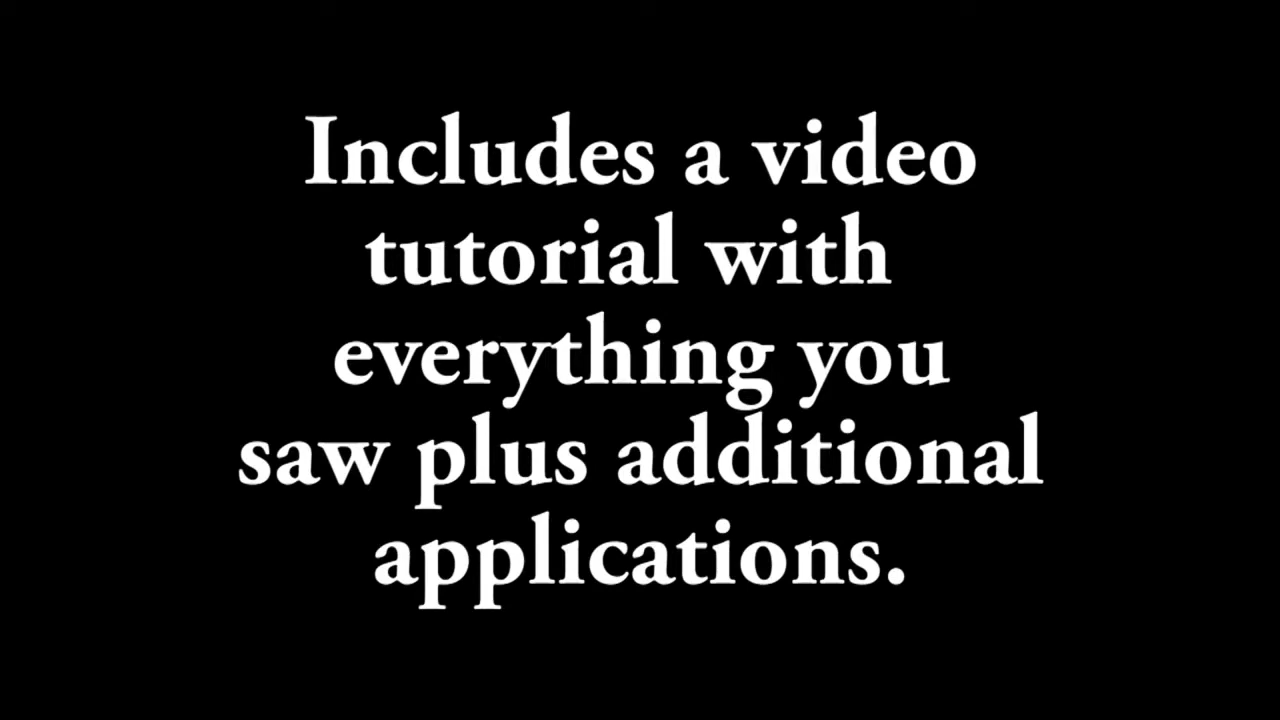 Includes a video
tutorial with
everything you
saw plus additional
applications.